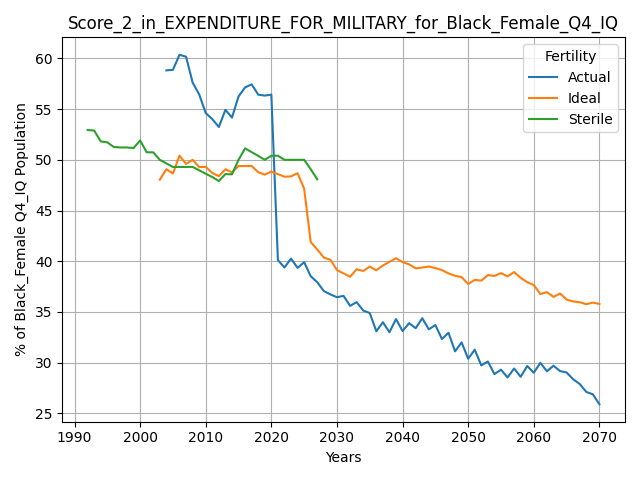 Score_2_in_EXPENDITURE_FOR_MILITARY_for_Black_Female_Q4_IQ
Fertility
Actual
Ideal
Sterile
% of Black_Female Q4_IQ Population
60
55
50
45
40
35
30
25
1990 2000 2010 2020 2030 2040 2050 2060 2070
Years